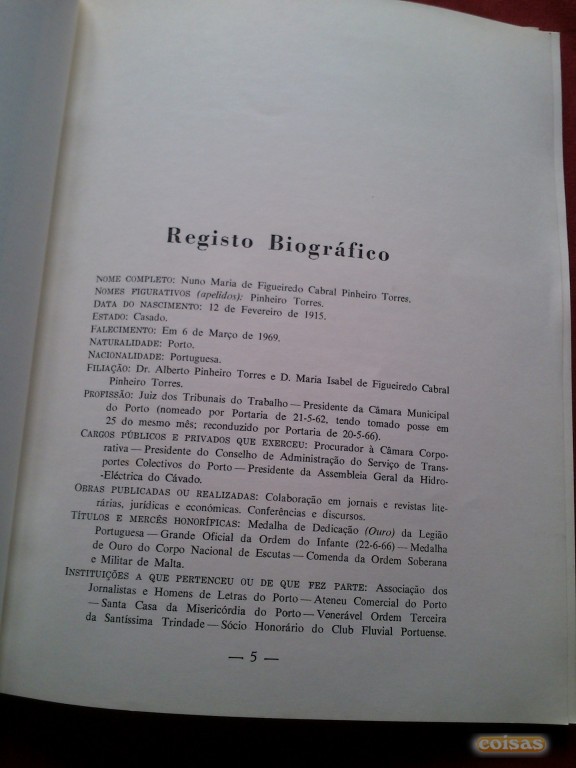 Registo Biográfico
NOME COMPLETO: Nuno Maria de Figueiredo Cabral Pinheiro Torres.
NOMES FIGURATIVOS (apelidos): Pinheiro Torres.
DATA DO NASCIMENTO: 12 de Fevereiro de 1915.
ESTADO: Casado.
FALECIMENTO: Em 6 de Março de 1969.
NATURALIDADE: Porto.
NACIONALIDADE: Portuguesa.
FILIAÇÃO: Dr. Alberto Pinheiro Torres e D. Maria Isabel de Figueiredo Cabral
Pinheiro Torres.
PROFISSÃO: Juiz dos Tribunais do Trabalho — Presidente da Câmara Municipal
do Porto (nomeado por Portaria de 21-5-62, tendo tomado posse em
25 do mesmo mês; reconduzido por Portaria de 20-5-66).
CARGOS PÚBLICOS E PRIVADOS QUE EXERCEU: Procurador à Câmara Corpo-
rativa — Presidente do Conselho de Administração do Serviço de Trans-
portes Colectivos do Porto — Presidente da Assembleia Geral da Hidro-
-Eléctrica do Cávado.
OBRAS PUBLICADAS OU REALIZADAS: Colaboração em jornais e revistas lite-
rárias, jurídicas e económicas. Conferências e discursos.
TÍTULOS E MERCÊS HONORÍFICAS: Medalha de Dedicação (Ouro) da Legião
Portuguesa — Grande Oficial da Ordem do Infante (22-6-66) — Medalha
de Ouro do Corpo Nacional de Escutas — Comenda da Ordem Soberana
e Militar de Malta.
INSTITUIÇÕES A QUE PERTENCEU OU DE QUE FEZ PARTE: Associação dos
Jornalistas e Homens de Letras do Porto — Ateneu Comercial do Porto
— Santa Casa da Misericórdia do Porto — Venerável Ordem Terceira
da Santíssima Trindade — Sócio Honorário do Club Fluvial Portuense.
— 5 —
coisas